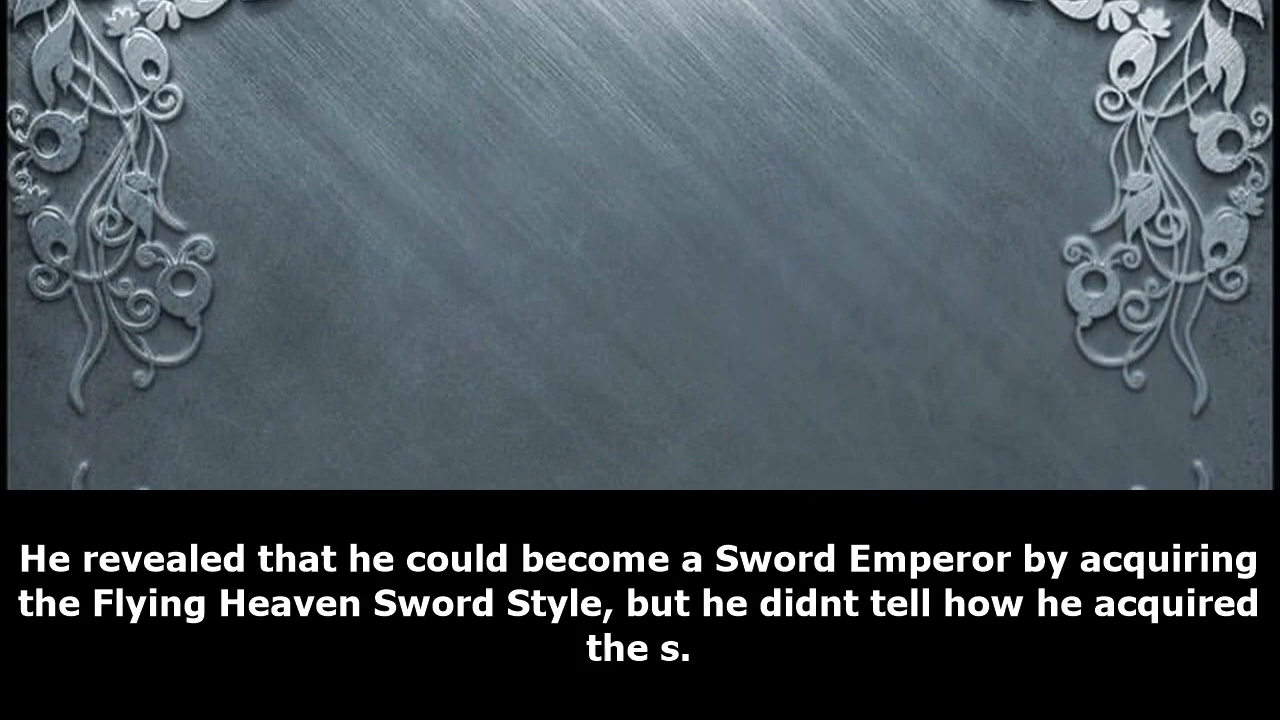 He revealed that he could become a Sword Emperor by acquiring
the Flying Heaven Sword Style, but he didnt tell how he acquired
the s.